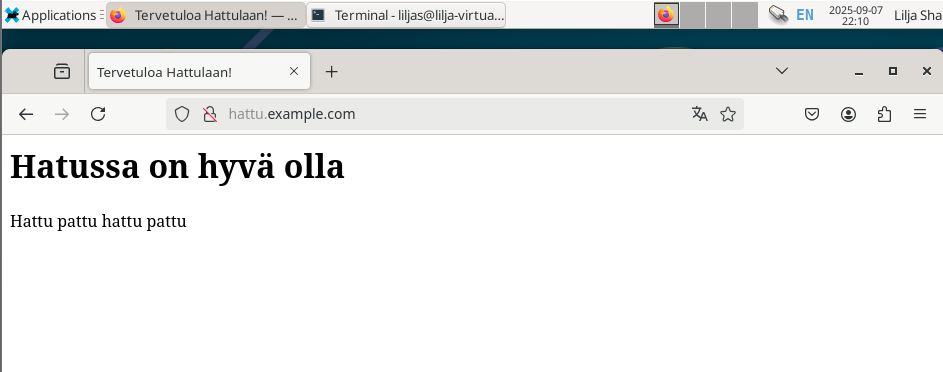 Applications
Tervetuloa Hattulaan! — ...
Terminal - liljas@lilja-virtua...
EN
2025-09-07
22:10
Lilja Sha
Tervetuloa Hattulaan!
hattu.example.com
Hatussa on hyvä olla
Hattu pattu hattu pattu